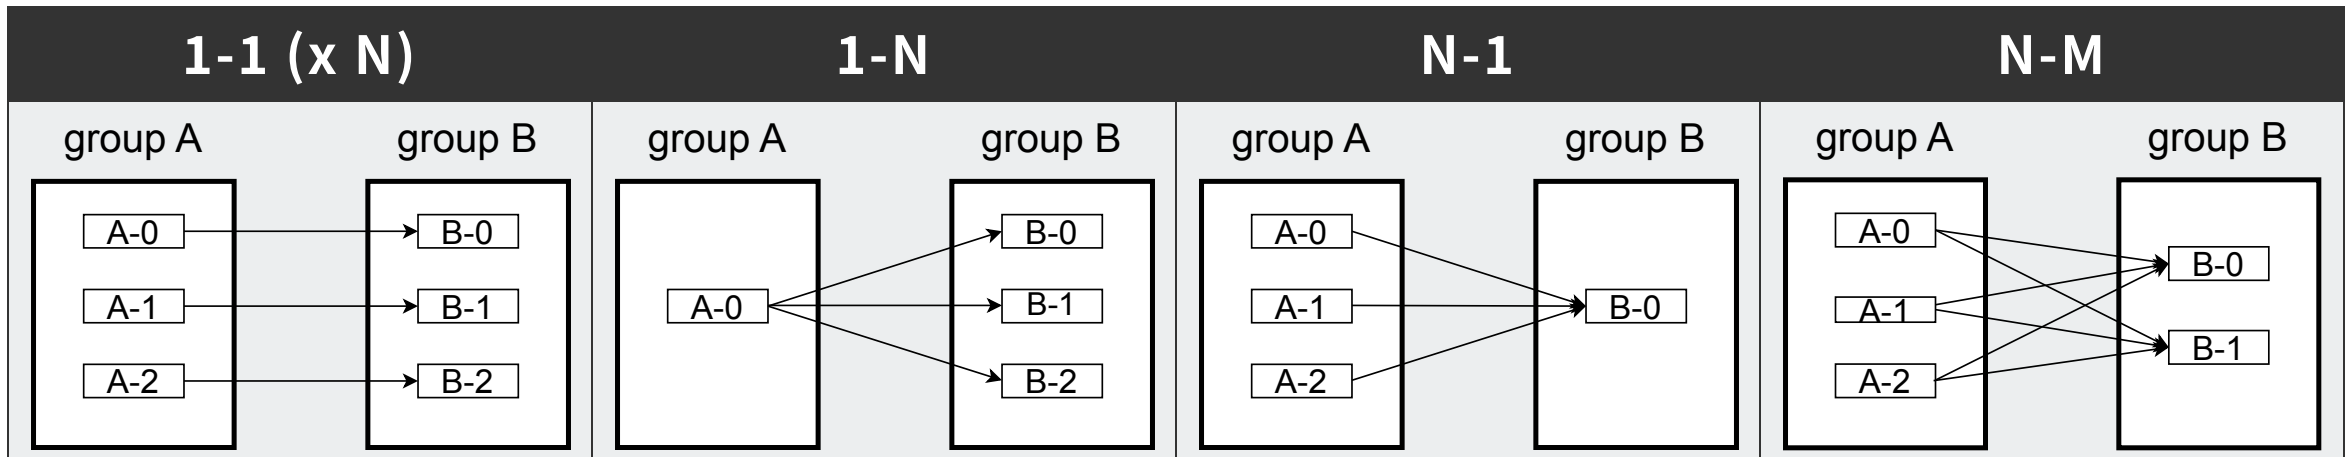 1-1 (x N)
1-N
N-1
N-M
group A
group B
A-0
B-0
A-1
B-1
A-2
B-2
group A
group B
A-0
B-0
B-1
B-2
group A
group B
A-0
A-1
A-2
B-0
group A
group B
A-0
A-1
A-2
B-0
B-1